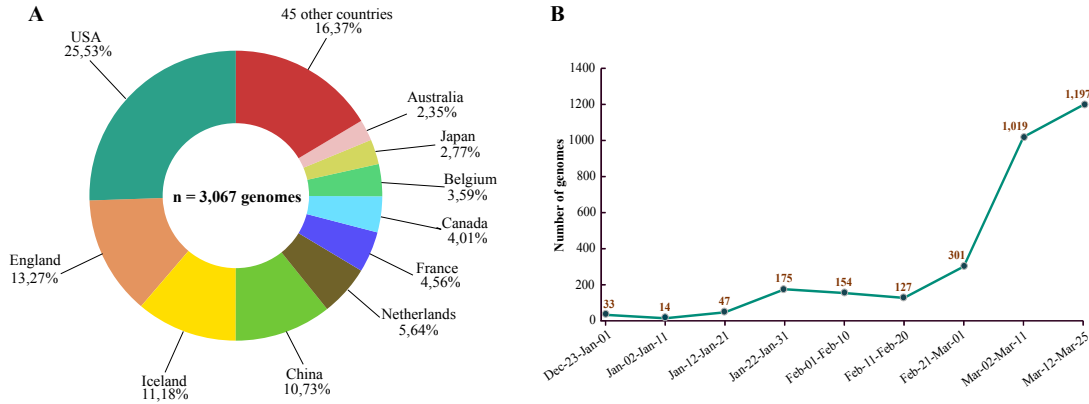 A
45 other countries
16,37%
USA
25,53%
Australia
2,35%
Japan
2,77%
Belgium
3,59%
Canada
4,01%
France
4,56%
Netherlands
5,64%
China
10,73%
Iceland
11,18%
England
13,27%
n = 3,067 genomes
B
Number of genomes
1400
1200
1000
800
600
400
200
0
33
14
47
175
154
127
301
1,019
1,197
Dec-23-Jan-01
Jan-02-Jan-11
Jan-12-Jan-21
Jan-22-Jan-31
Feb-01-Feb-10
Feb-11-Feb-20
Feb-21-Mar-01
Mar-02-Mar-11
Mar-12-Mar-25